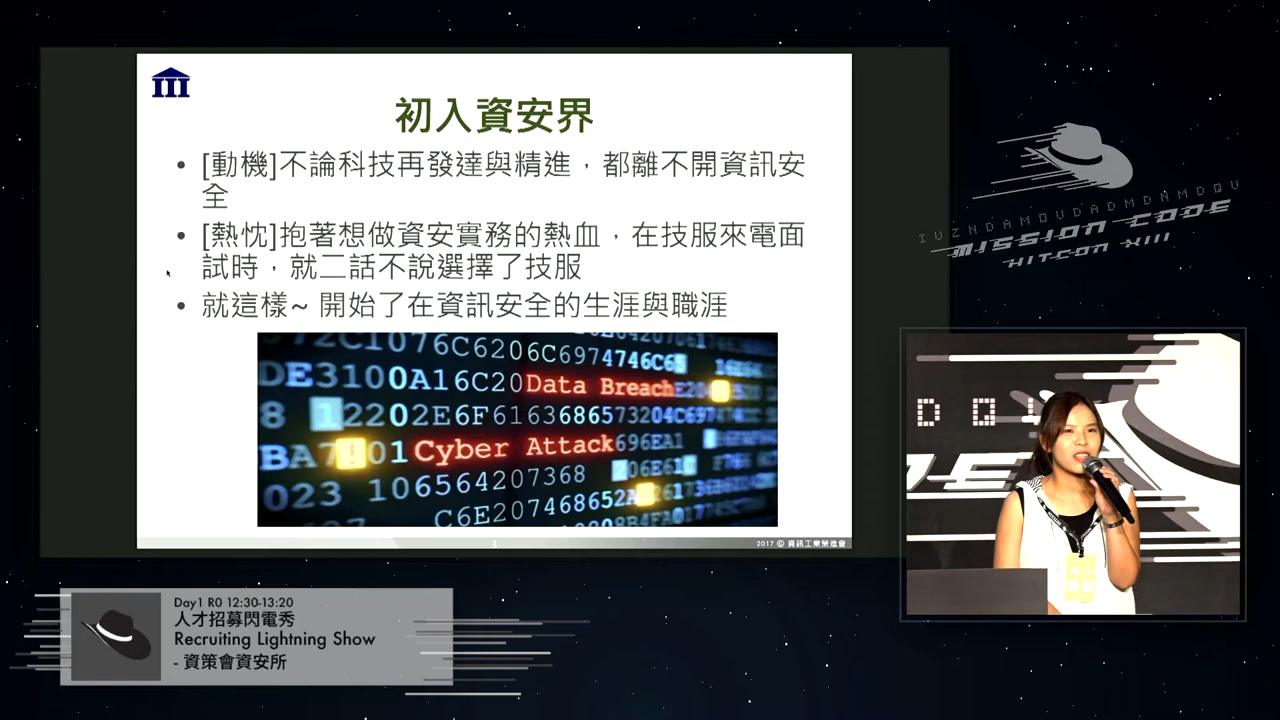 初入資安界
• [動機]不論科技再發達與精進，都離不開資訊安
全
• [熱忱]抱著想做資安實務的熱血，在技服來電面
試時，就二話不說選擇了技服
• 就這樣~ 開始了在資訊安全的生涯與職涯
DE3100A16C20Data Breach
12202E6F6163686573204C697
BA7 01Cyber Attack696EA1
023 106564207368
C6E207468652A
3
2017 © 資訊工業策進會
IVZNDAMOVDADMDNMDQV
MISSION CODE
HITCON XIII
Day1 R0 12:30-13:20
人才招募閃電秀
Recruiting Lightning Show
- 資策會資安所